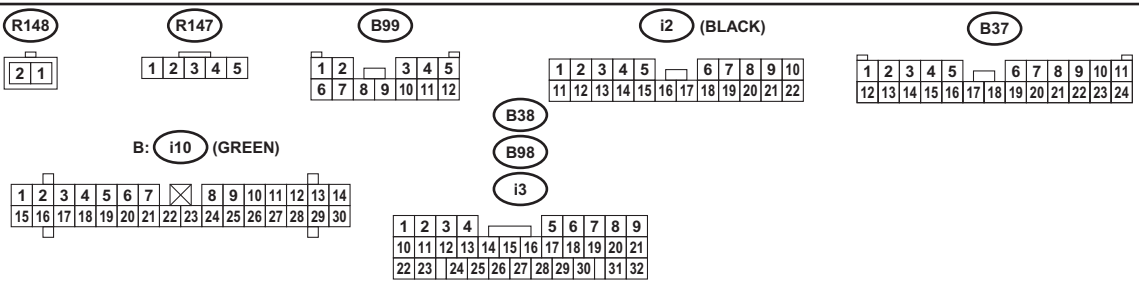 R148 R147 B99 i2 (BLACK) B37
2 1
1 2 3 4 5
1 2 3 4 5
6 7 8 9 10 11 12
1 2 3 4 5 6 7 8 9 10
11 12 13 14 15 16 17 18 19 20 21 22
1 2 3 4 5 6 7 8 9 10 11
12 13 14 15 16 17 18 19 20 21 22 23 24
B38
B98
i3
B: i10 (GREEN)
1 2 3 4 5 6 7 8 9 10 11 12 13 14
15 16 17 18 19 20 21 22 23 24 25 26 27 28 29 30
1 2 3 4 5 6 7 8 9
10 11 12 13 14 15 16 17 18 19 20 21
22 23 24 25 26 27 28 29 30 31 32